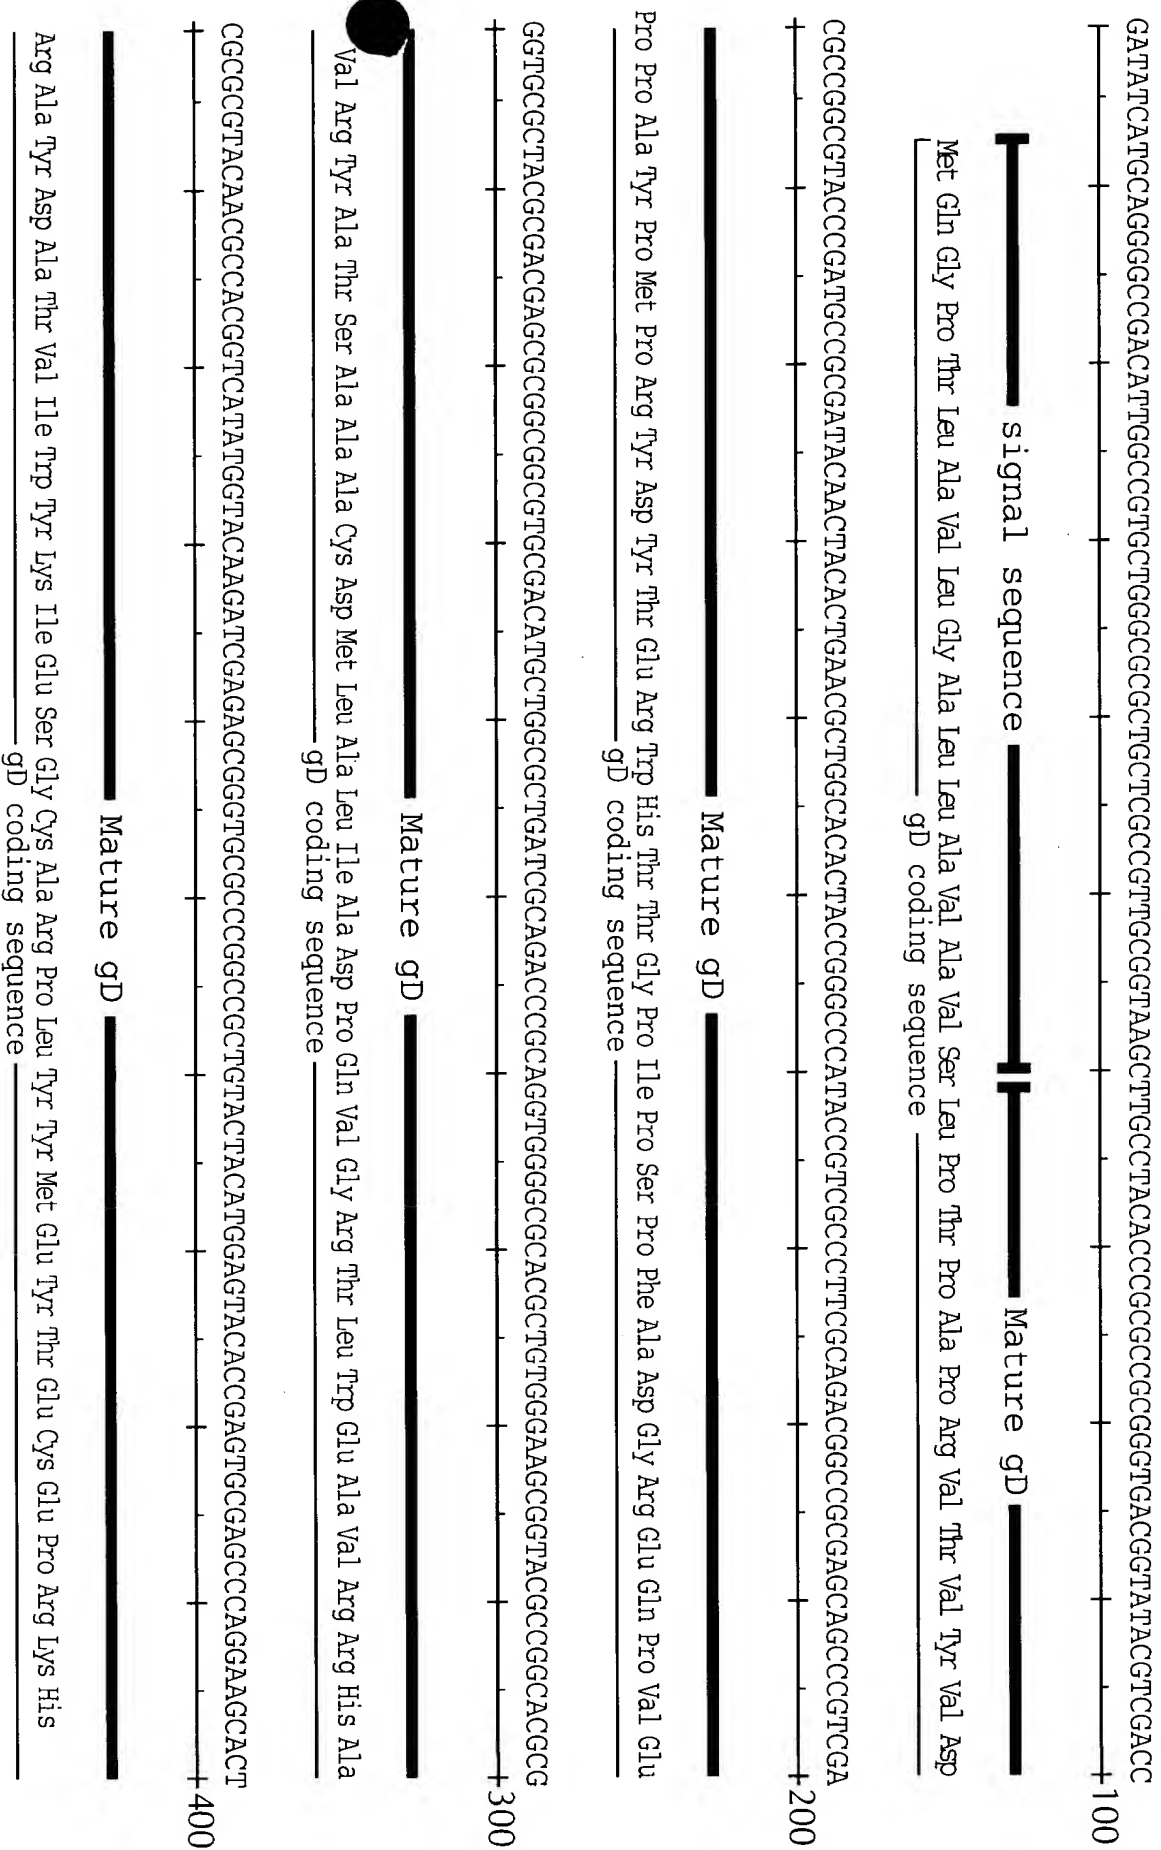 GATATCATGCAGGGGCCGACATTGGCCGTGCTGGGCGCGCTGCTCGCCGTTGCGGTAAGCTTGCCTACACCCGCGCCGCGGGTGACGGTATACGTCGACC
100
signal sequence Mature gD
Met Gln Gly Pro Thr Leu Ala Val Leu Gly Ala Leu Leu Ala Val Ala Val Ser Leu Pro Thr Pro Ala Pro Arg Val Thr Val Tyr Val Asp
gD coding sequence
CGCCGGCGTACCCGATGCCGCGATACAACTACACTGAACGCTGGCACACTACCGGGCCCATACCGTCGCCCTTCGCAGACGGCCGCGAGCAGCCCGTCGA
200
Mature gD
Pro Pro Ala Tyr Pro Met Pro Arg Tyr Asp Tyr Thr Glu Arg Trp His Thr Thr Gly Pro Ile Pro Ser Pro Phe Ala Asp Gly Arg Glu Gln Pro Val Glu
gD coding sequence
GGTGCGCTACGCGACGAGCGCGGCGGCGTGCGACATGCTGGCGCTGATCGCAGACCCGCAGGTGGGGCGCACGCTGTGGGAAGCGGTACGCCGGCACGCG
300
Mature gD
Val Arg Tyr Ala Thr Ser Ala Ala Ala Cys Asp Met Leu Ala Leu Ile Ala Asp Pro Gln Val Gly Arg Thr Leu Trp Glu Ala Val Arg Arg His Ala
gD coding sequence
CGCGCGTACAACGCCACGGTCATATGGTACAAGATCGAGAGCGGGTGCGCCCGGCCGCTGTACTACATGGAGTACACCGAGTGCGAGCCCAGGAAGCACT
400
Mature gD
Arg Ala Tyr Asp Ala Thr Val Ile Trp Tyr Lys Ile Glu Ser Gly Cys Ala Arg Pro Leu Tyr Tyr Met Glu Tyr Thr Glu Cys Glu Pro Arg Lys His
gD coding sequence